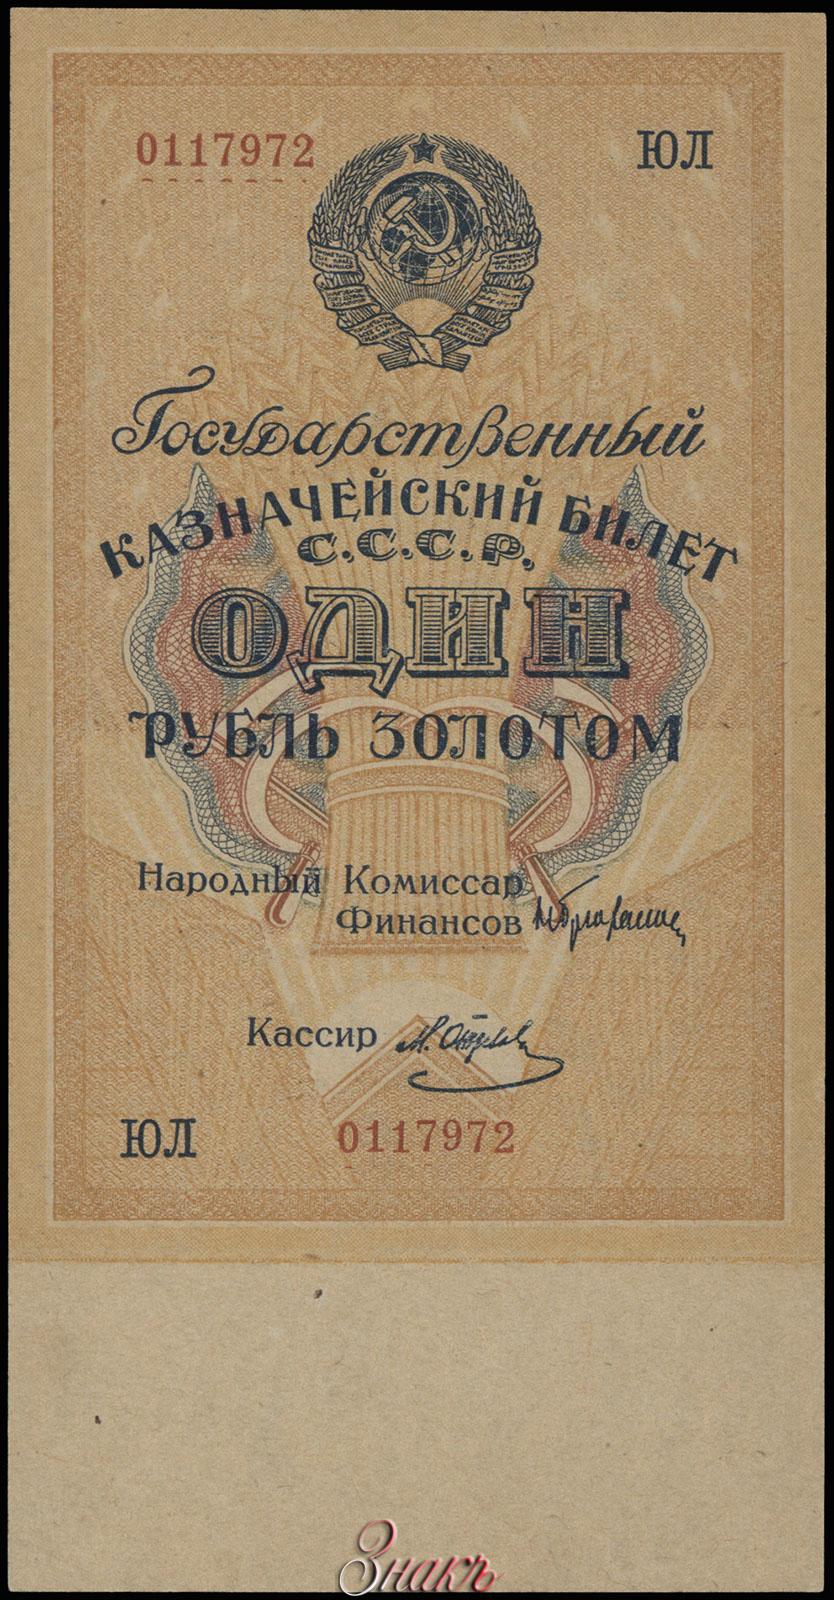 0117972 ЮЛ
Государственный
КАЗНАЧЕЙСКИЙ БИЛЕТ
С.С.С.Р.
ОДИН
РУБЛЬ ЗОЛОТОМ
Народный Комиссар
Финансов
Кассир
ЮЛ 0117972
Знакъ